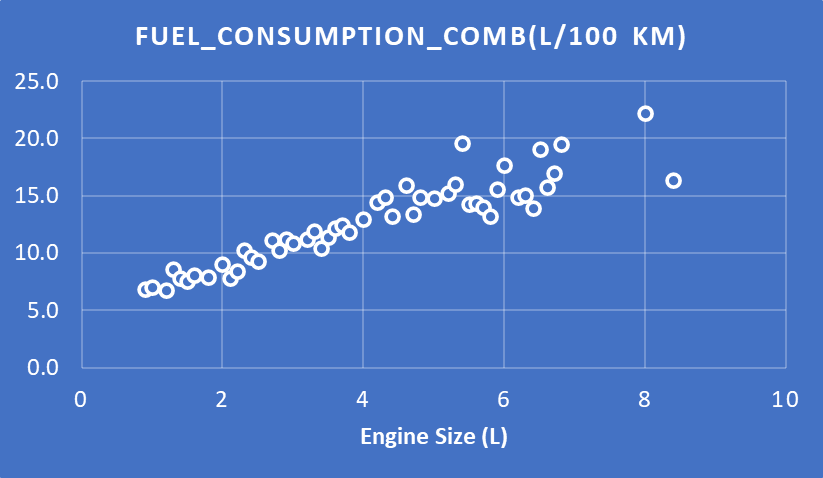 FUEL_CONSUMPTION_COMB(L/100 KM)
25.0
20.0
15.0
10.0
5.0
0.0
0 2 4 6 8 10
Engine Size (L)